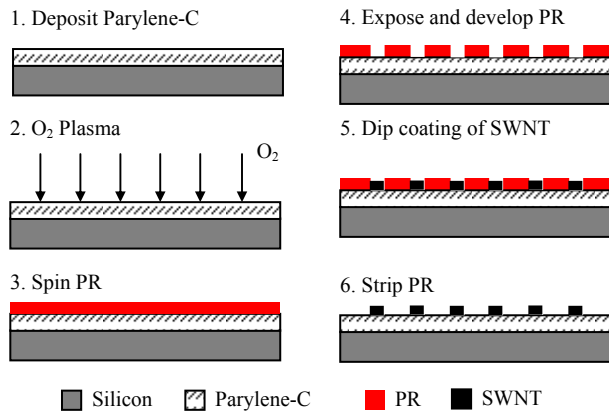 1. Deposit Parylene-C
2. O₂ Plasma
O₂
3. Spin PR
4. Expose and develop PR
5. Dip coating of SWNT
6. Strip PR
Silicon
Parylene-C
PR
SWNT